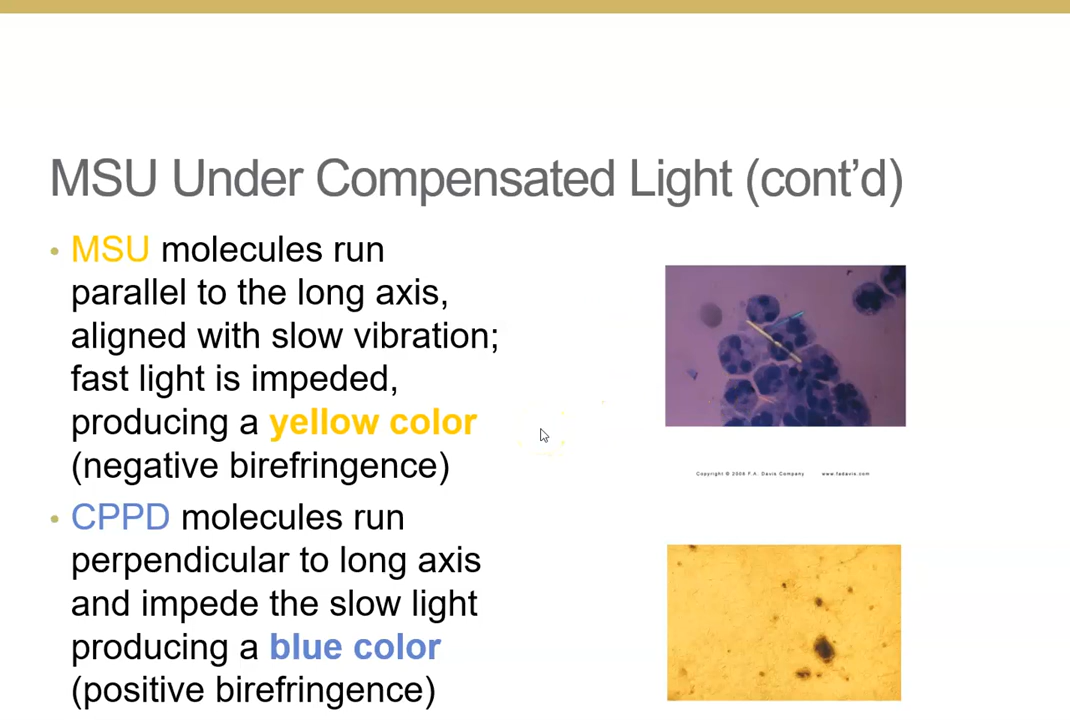 MSU Under Compensated Light (cont’d)
• MSU molecules run
parallel to the long axis,
aligned with slow vibration;
fast light is impeded,
producing a yellow color
(negative birefringence)
• CPPD molecules run
perpendicular to long axis
and impede the slow light
producing a blue color
(positive birefringence)
Copyright © 2008 F.A. Davis Company www.fadavis.com